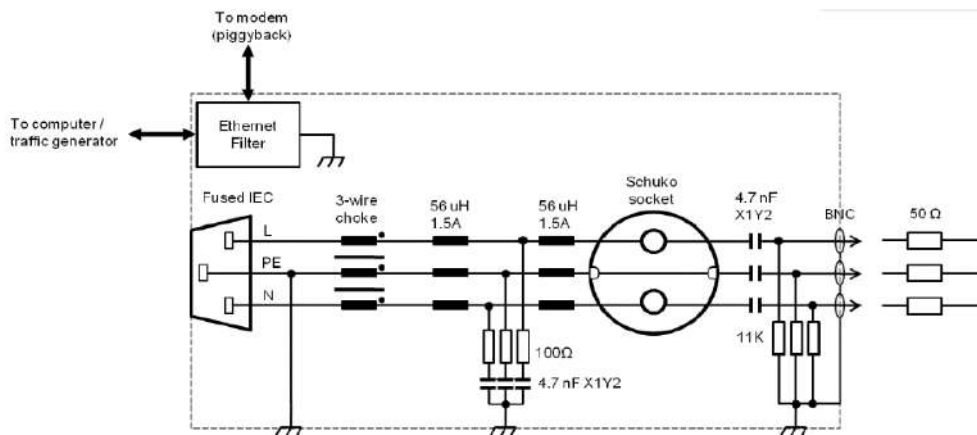 To modem
(piggyback)
To computer /
traffic generator
Ethernet
Filter
Fused IEC
3-wire
choke
56 uH
1.5A
56 uH
1.5A
Schuko
socket
4.7 nF
X1Y2
BNC
50 Ω
L
PE
N
100Ω
4.7 nF X1Y2
11K